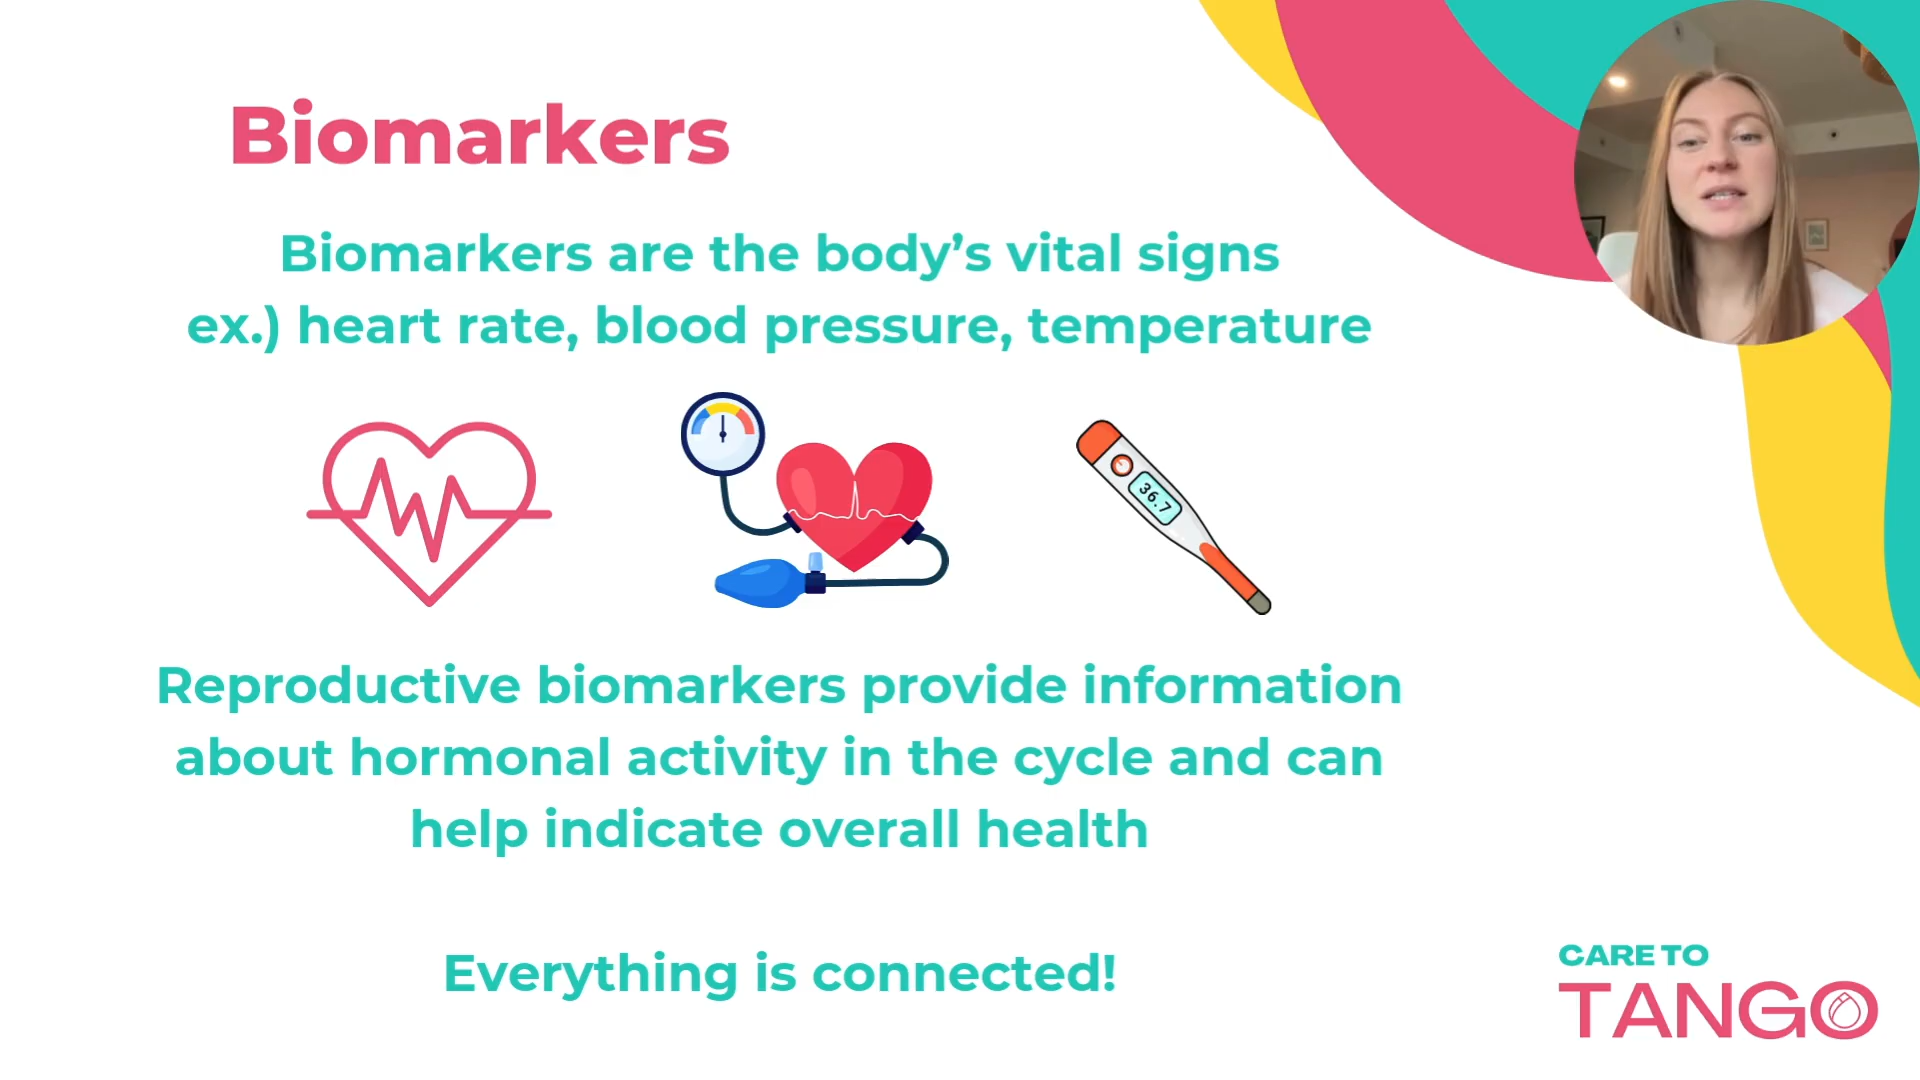 Biomarkers
Biomarkers are the body’s vital signs
ex.) heart rate, blood pressure, temperature
36.7
Reproductive biomarkers provide information
about hormonal activity in the cycle and can
help indicate overall health
Everything is connected!
CARE TO
TANGO